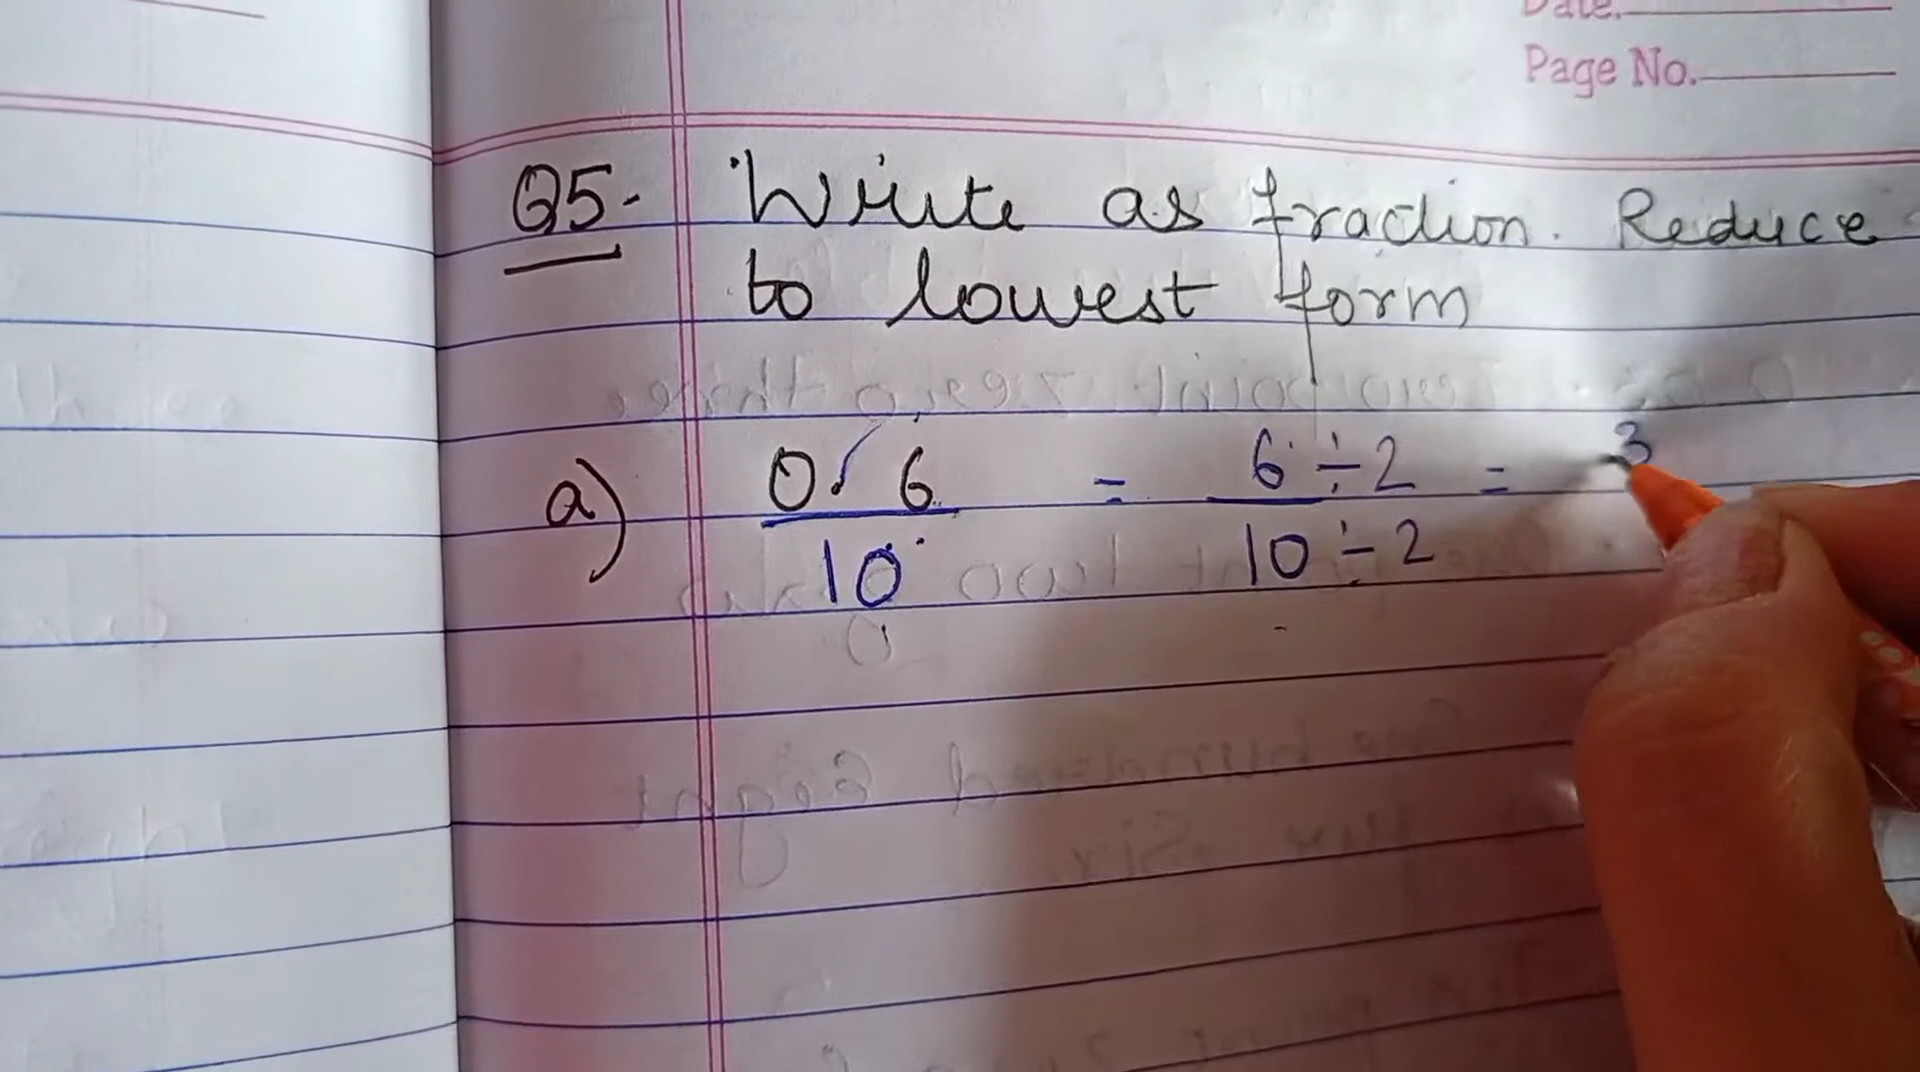 Date.
Page No.
Q5. Write as fraction. Reduce
to lowest form
a) 0.6/10 = 6÷2/10÷2 = 3